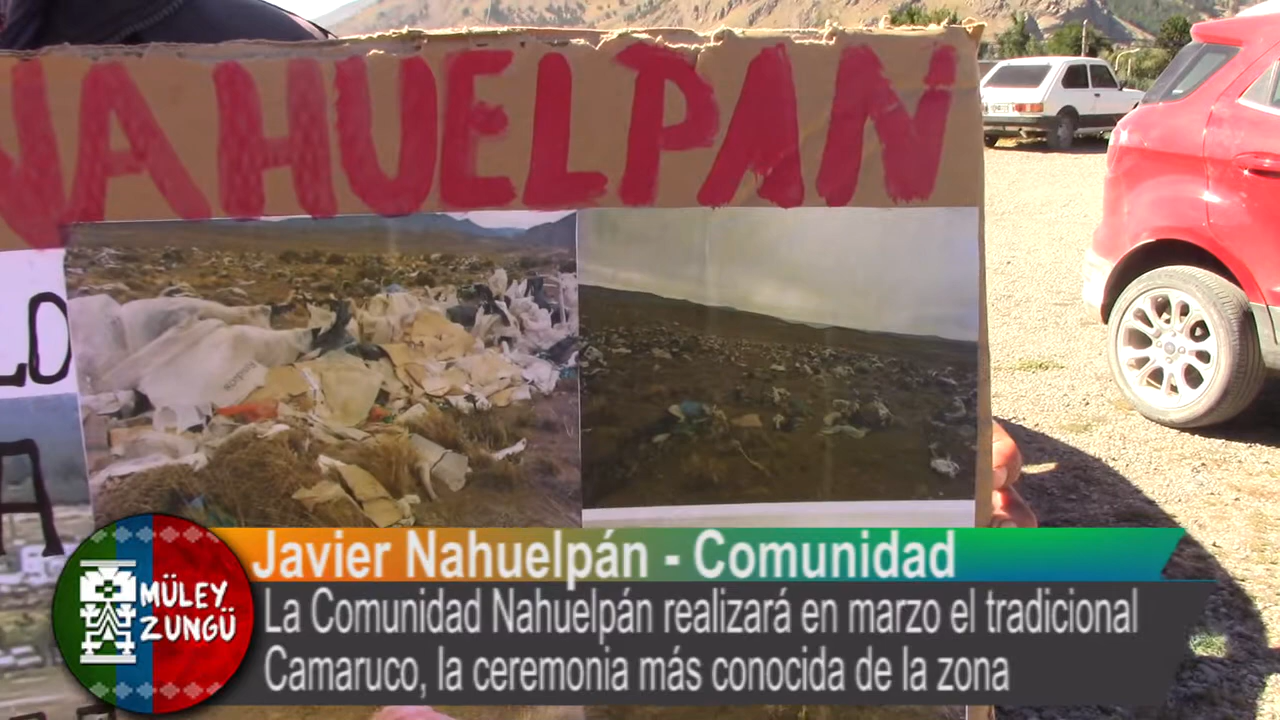 NAHUELPAN
LO
A
MÜLEY
ZUNGÜ
Javier Nahuelpán - Comunidad
La Comunidad Nahuelpán realizará en marzo el tradicional
Camaruco, la ceremonia más conocida de la zona